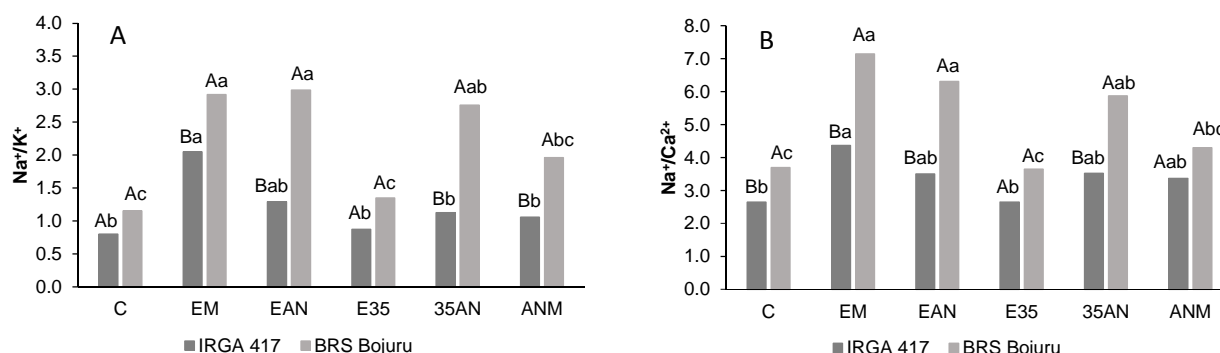 A
Na⁺/K⁺
4.0
3.5
3.0
2.5
2.0
1.5
1.0
0.5
0.0
Ab
Ac
Ba
Aa
Bab
Aa
Ab
Ac
Bb
Aab
Bb
Abc
C EM EAN E35 35AN ANM
IRGA 417 BRS Bojuru
B
Na⁺/Ca²⁺
8.0
7.0
6.0
5.0
4.0
3.0
2.0
1.0
0.0
Bb
Ac
Ba
Aa
Bab
Aa
Ab
Ac
Bab
Aab
Aab
Abc
C EM EAN E35 35AN ANM
IRGA 417 BRS Bojuru